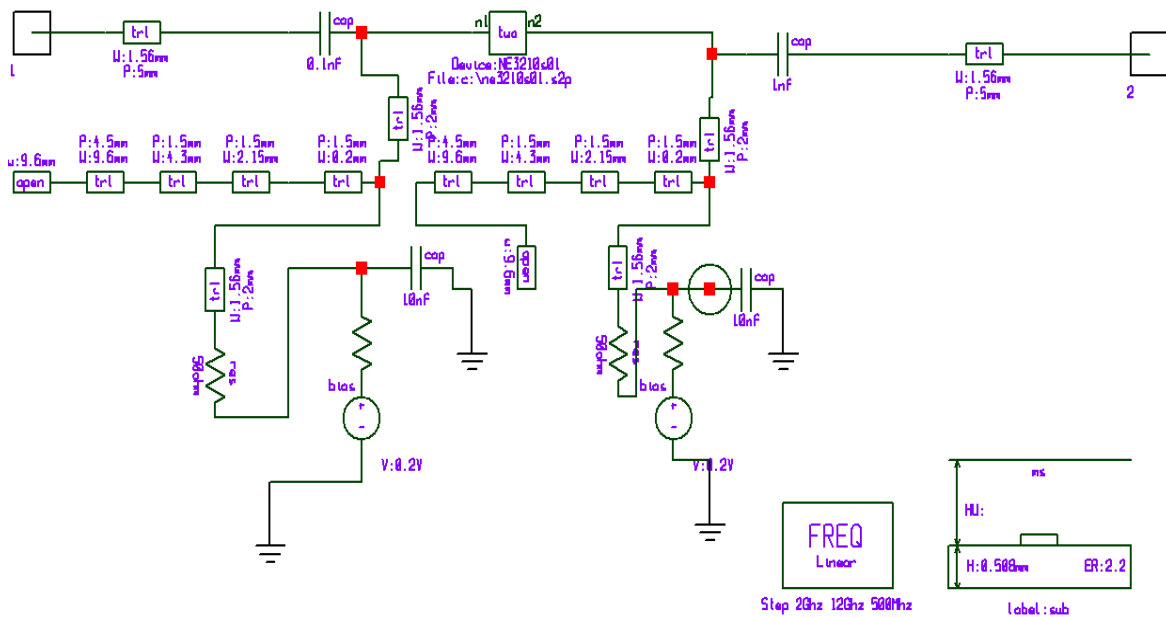 trl
cap
n1
n2
two
cap
trl
1
W:1.56mm
P:5mm
0.1nF
Device:NE3210s01
File:c:\ne3210s01.s2p
1nF
W:1.56mm
P:5mm
2
trl
W:1.56mm
P:2mm
trl
W:1.56mm
P:2mm
P:4.5mm
W:9.6mm
P:1.5mm
W:4.3mm
P:1.5mm
W:2.15mm
P:1.5mm
W:0.2mm
P:4.5mm
W:9.6mm
P:1.5mm
W:4.3mm
P:1.5mm
W:2.15mm
P:1.5mm
W:0.2mm
w:9.6mm
open
trl
trl
trl
trl
trl
trl
trl
trl
trl
W:1.56mm
P:2mm
cap
10nF
open
w:9.6mm
trl
W:1.56mm
P:2mm
cap
10nF
res
50ohm
res
50ohm
bias
+
-
V:0.2V
bias
+
-
V:0.2V
ms
HU:
FREQ
Linear
H:0.508mm
ER:2.2
Step 2Ghz 12Ghz 500Mhz
label:sub